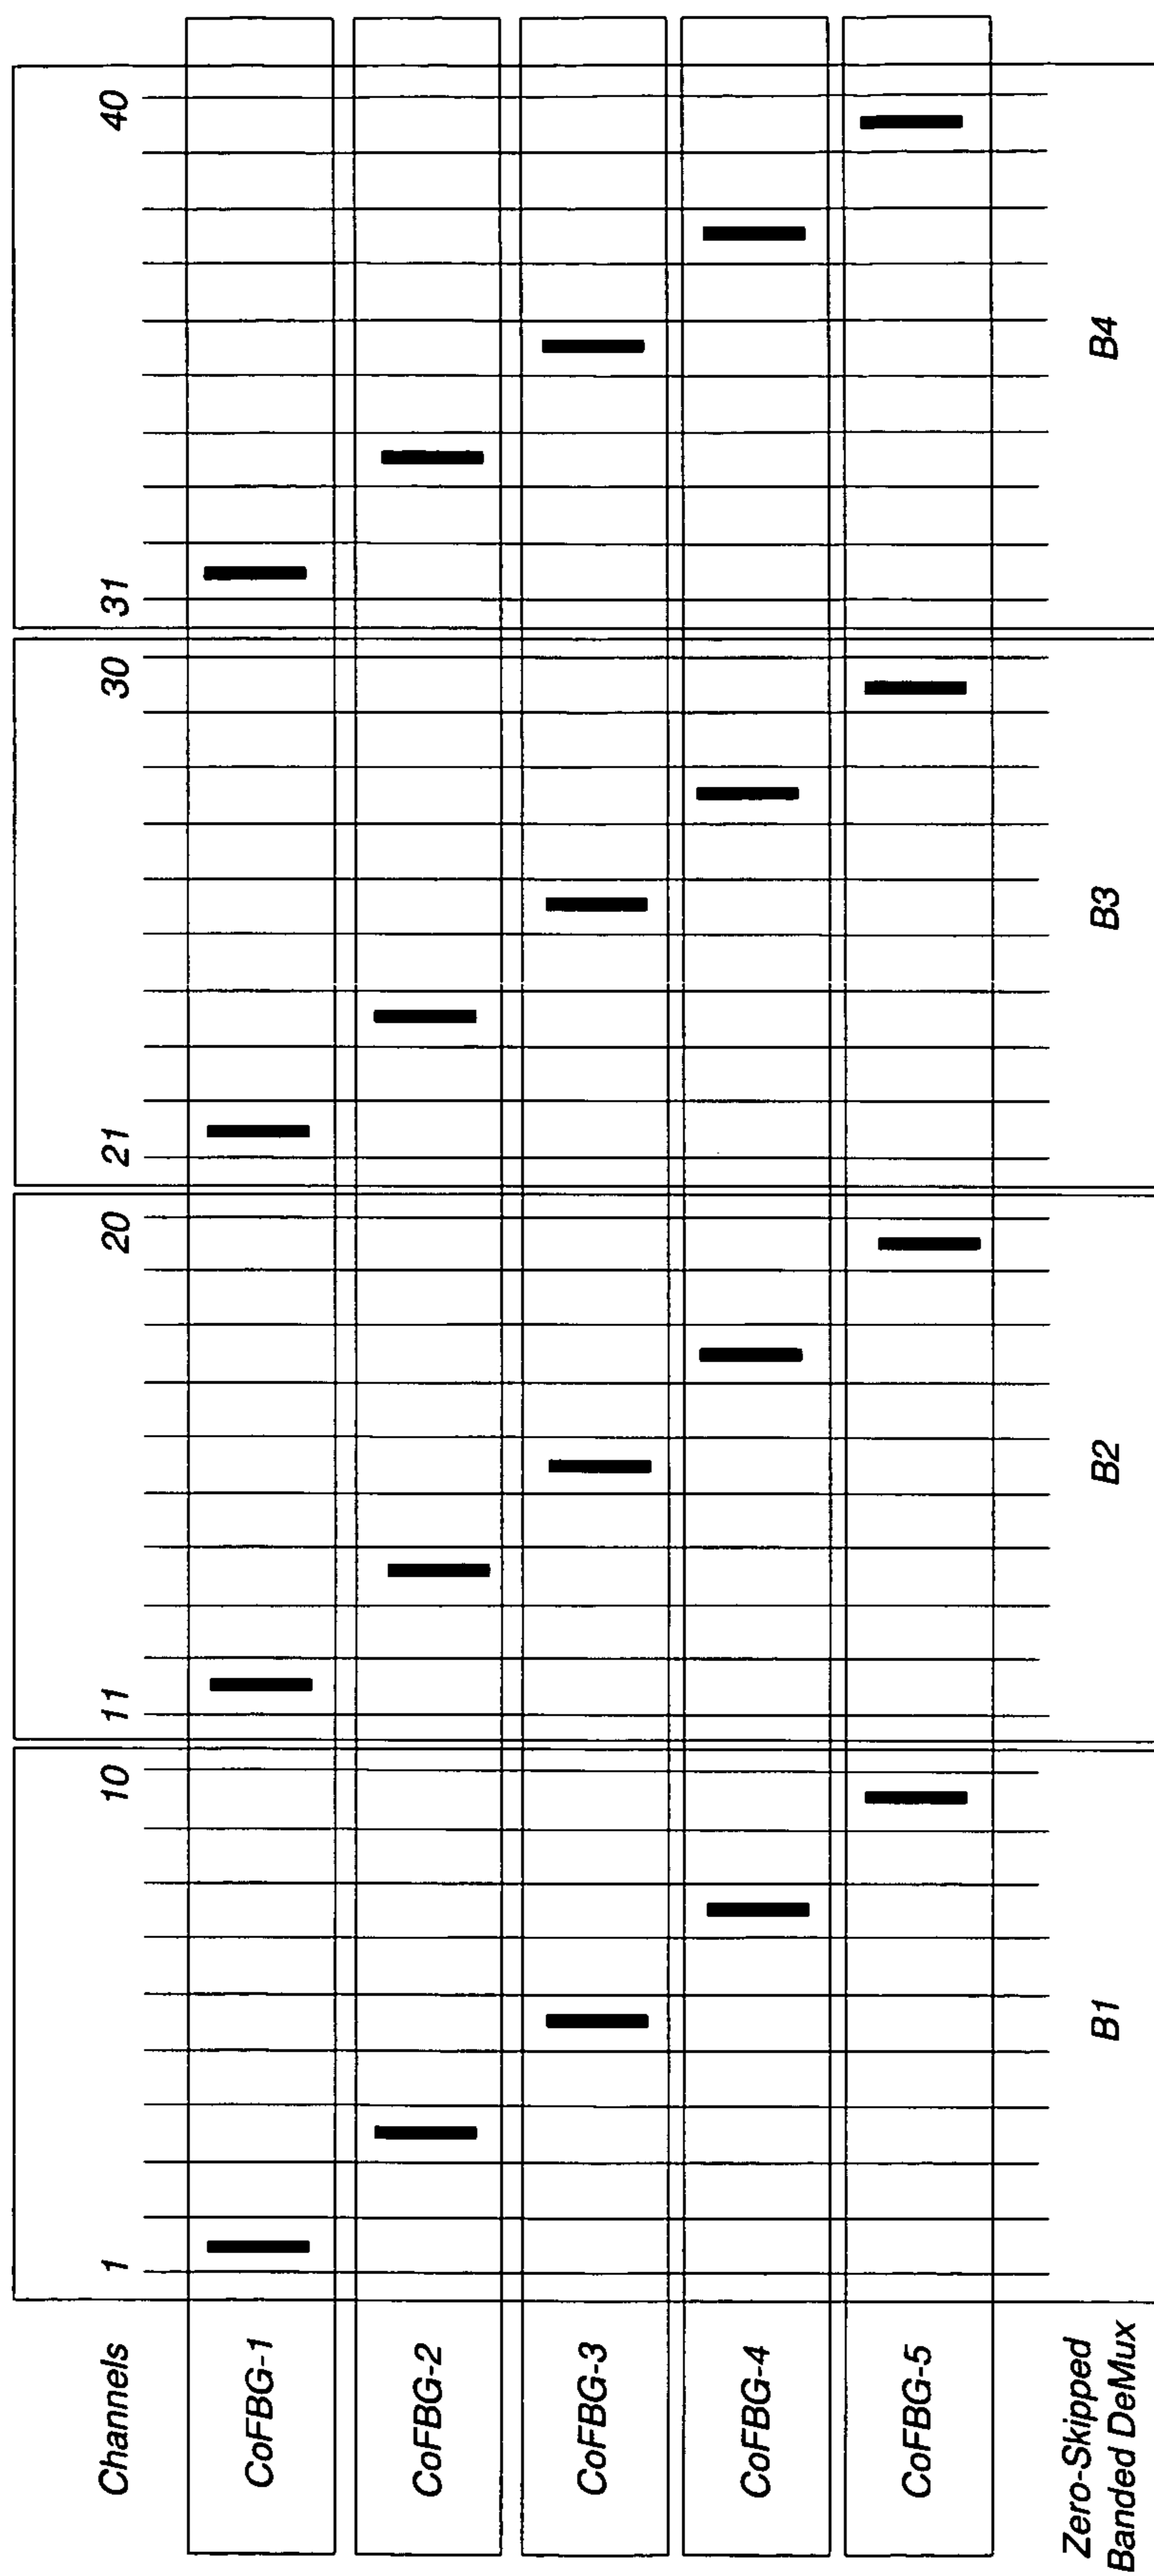 Channels 1 10 11 20 21 30 31 40
CoFBG-1
CoFBG-2
CoFBG-3
CoFBG-4
CoFBG-5
Zero-Skipped
Banded DeMux B1 B2 B3 B4